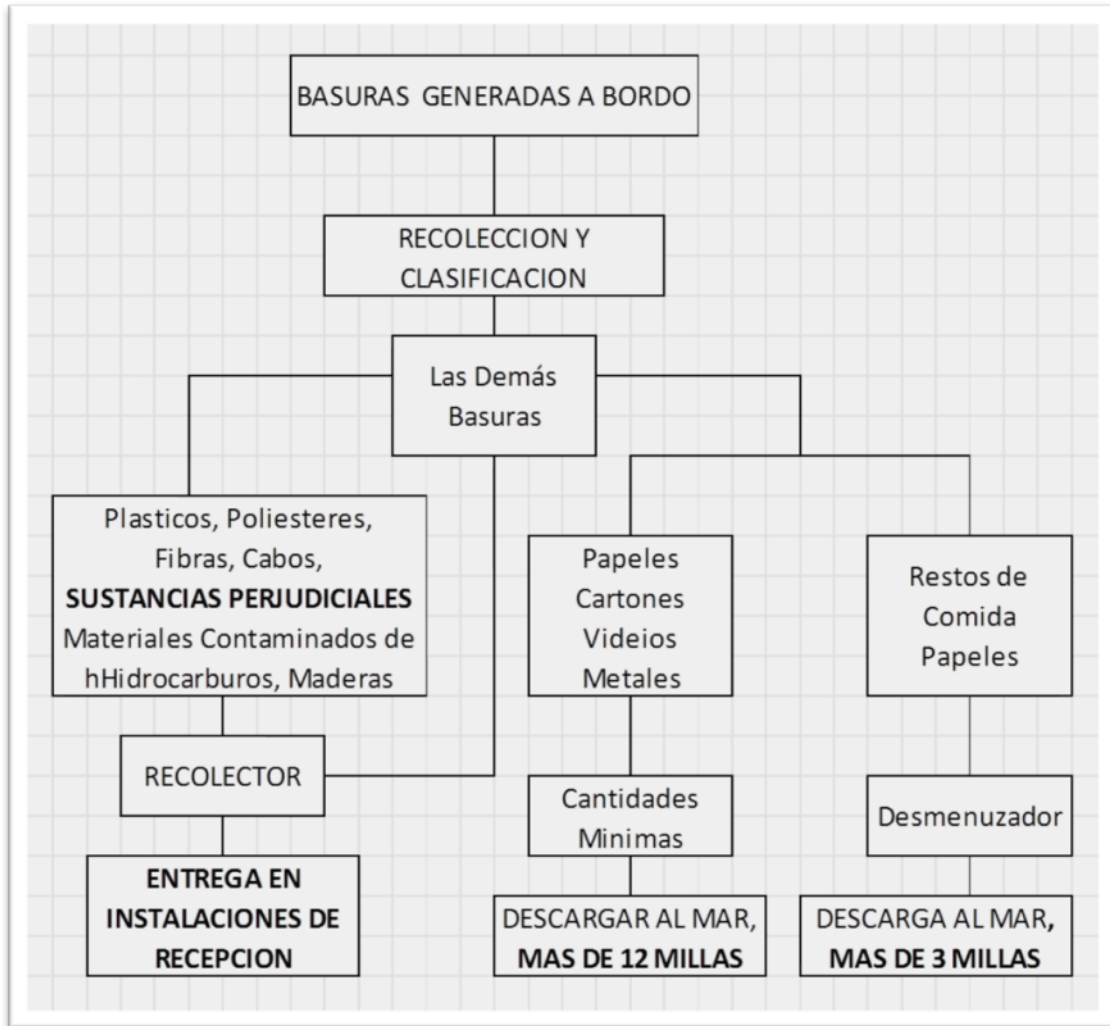 BASURAS GENERADAS A BORDO
RECOLECCION Y
CLASIFICACION
Las Demás
Basuras
Plasticos, Poliesteres,
Fibras, Cabos,
SUSTANCIAS PERJUDICIALES
Materiales Contaminados de
hHidrocarburos, Maderas
RECOLECTOR
ENTREGA EN
INSTALACIONES DE
RECEPCION
Papeles
Cartones
Videios
Metales
Cantidades
Minimas
DESCARGAR AL MAR,
MAS DE 12 MILLAS
Restos de
Comida
Papeles
Desmenuzador
DESCARGA AL MAR,
MAS DE 3 MILLAS